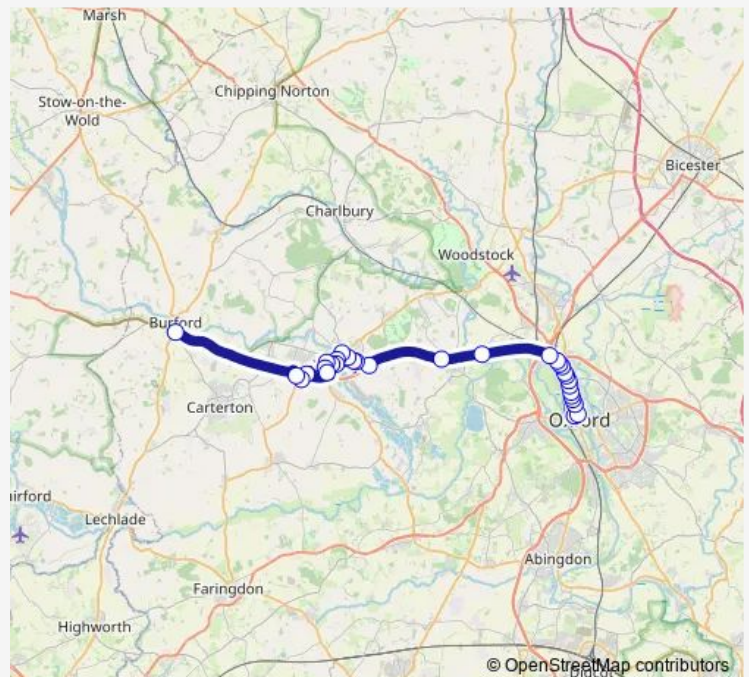 Marsh
Stow-on-the-
Wold
Chipping Norton
Bicester
Charlbury
Woodstock
Burford
Carterton
Oxford
airford
Lechlade
Abingdon
Faringdon
Highworth
© OpenStreetMap contributors
Didcot